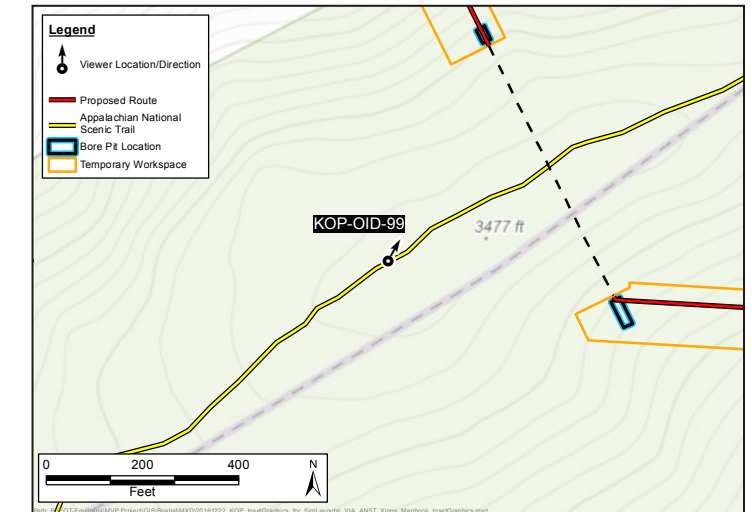 Legend
Viewer Location/Direction
Proposed Route
Appalachian National
Scenic Trail
Bore Pit Location
Temporary Workspace
KOP-OID-99
3477 ft
0 200 400
Feet
N